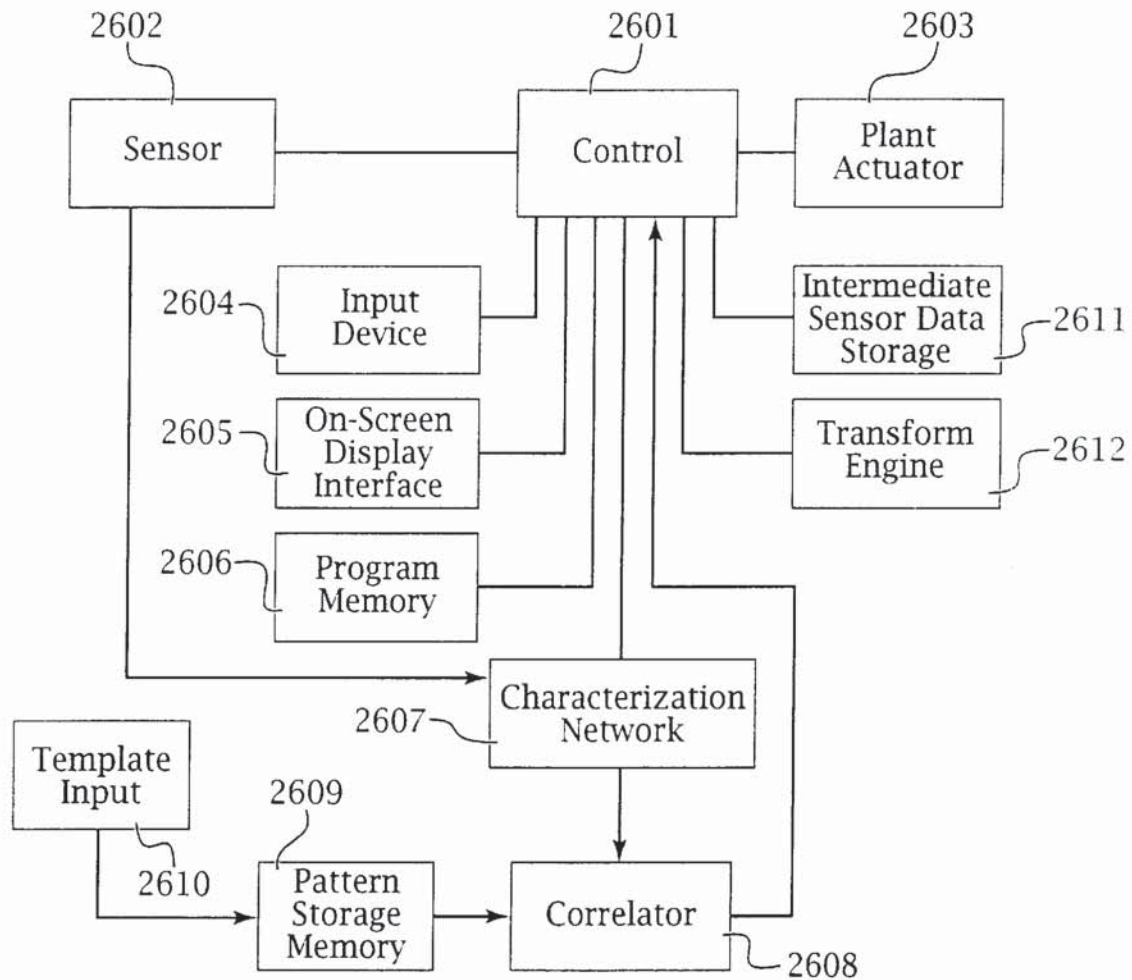 2602
2601
2603
Sensor
Control
Plant
Actuator
2604
Input
Device
Intermediate
Sensor Data
Storage
2611
2605
On-Screen
Display
Interface
Transform
Engine
2612
2606
Program
Memory
Characterization
Network
2607
Template
Input
2610
2609
Pattern
Storage
Memory
Correlator
2608